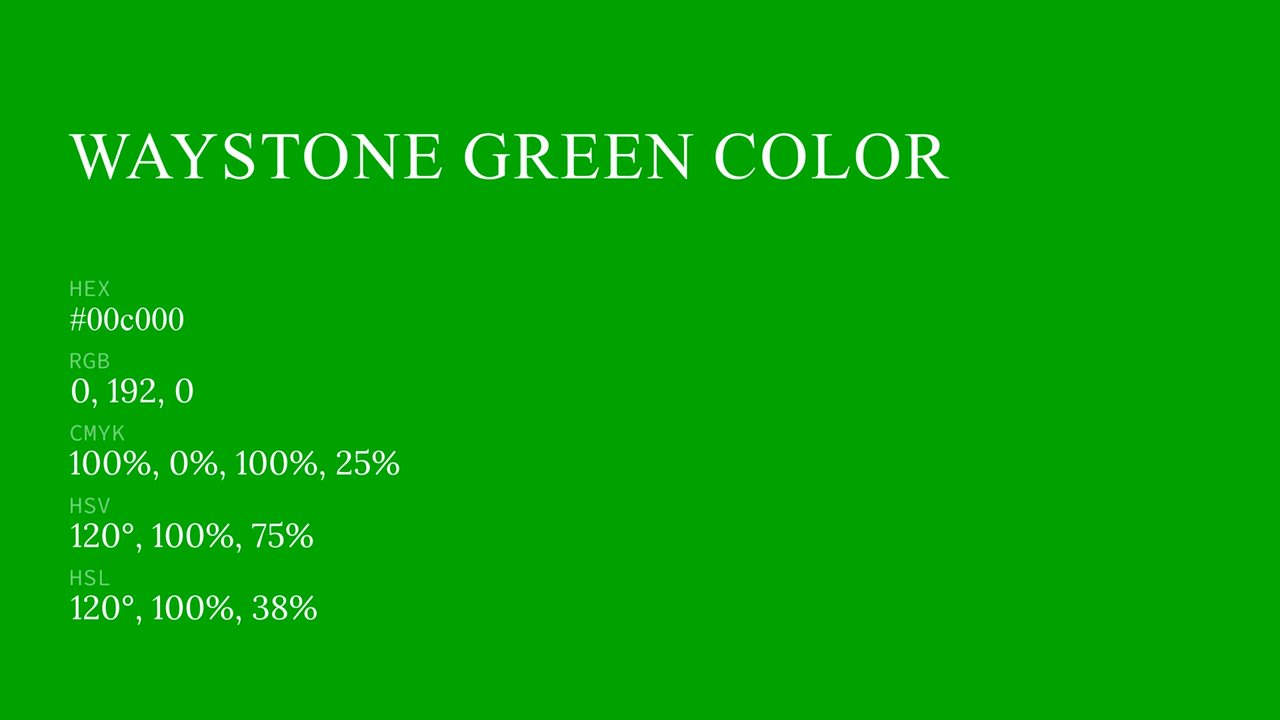 WAYSTONE GREEN COLOR
HEX
#00c000
RGB
0, 192, 0
CMYK
100%, 0%, 100%, 25%
HSV
120°, 100%, 75%
HSL
120°, 100%, 38%